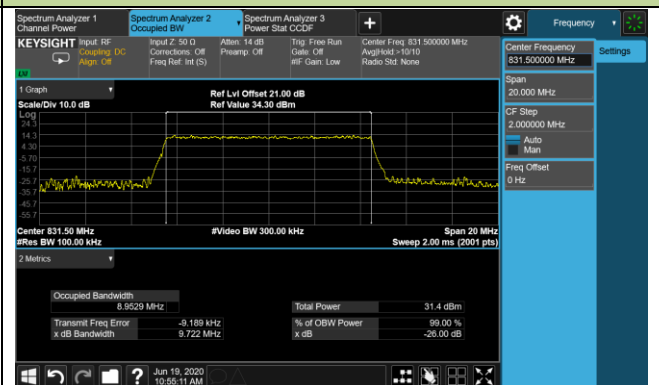 Spectrum Analyzer 1
Channel Power
Spectrum Analyzer 2
Occupied BW
Spectrum Analyzer 3
Power Stat CCDF
Frequency
KEYSIGHT
Input: RF
Coupling: DC
Align: Off
Input Z: 50 Ω
Corrections: Off
Freq Ref: Int (S)
Atten: 14 dB
Preamp: Off
Trig: Free Run
Gate: Off
#IF Gain: Low
Center Freq: 831.500000 MHz
Avg|Hold:>10/10
Radio Std: None
LXI
Center Frequency
831.500000 MHz
Settings
Span
20.000 MHz
CF Step
2.000000 MHz
Auto
Man
Freq Offset
0 Hz
1 Graph
Scale/Div 10.0 dB
Ref Lvl Offset 21.00 dB
Ref Value 34.30 dBm
Log
24.3
14.3
4.30
-5.70
-15.7
-25.7
-35.7
-45.7
-55.7
Center 831.50 MHz
#Res BW 100.00 kHz
#Video BW 300.00 kHz
Span 20 MHz
Sweep 2.00 ms (2001 pts)
2 Metrics
Occupied Bandwidth
8.9529 MHz
Total Power 31.4 dBm
Transmit Freq Error -9.189 kHz
% of OBW Power 99.00 %
x dB Bandwidth 9.722 MHz
x dB -26.00 dB
?
Jun 19, 2020
10:55:11 AM